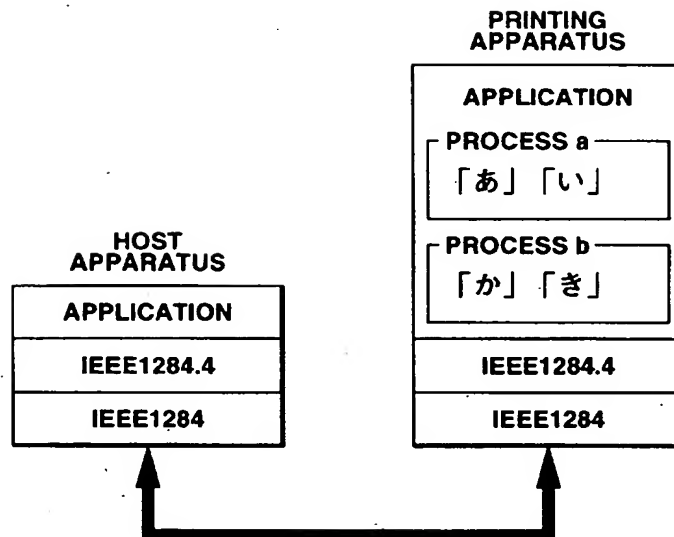 PRINTING
APPARATUS
APPLICATION
PROCESS a
「あ」「い」
PROCESS b
「か」「き」
IEEE1284.4
IEEE1284
HOST
APPARATUS
APPLICATION
IEEE1284.4
IEEE1284